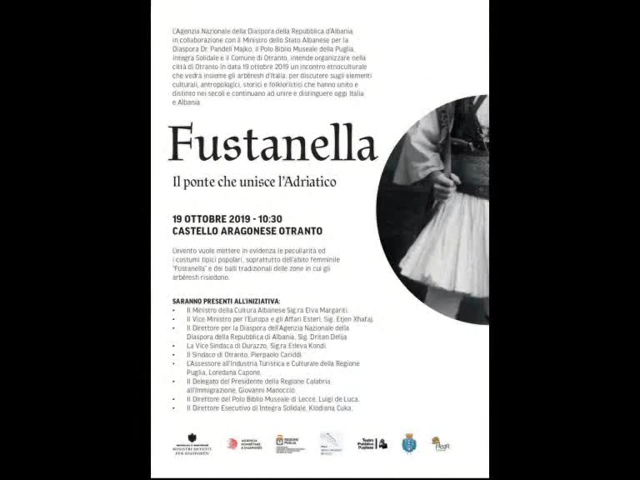 L'Agenzia Nazionale della Diaspora della Repubblica d'Albania
in collaborazione con il Ministro dello Stato Albanese per la
Diaspora Dr. Pandeli Majko, il Polo Biblio Museale della Puglia,
Integra Solidale e il Comune di Otranto, intende organizzare nella
città di Otranto in data 19 ottobre 2019 un incontro etnoculturale
che vedrà insieme gli arbëresh d'Italia, per discutere sugli elementi
culturali, antropologici, storici e folkloristici che hanno unito e
distinto nei secoli e continuano ad unire e distinguere oggi Italia
e Albania
Fustanella
Il ponte che unisce l'Adriatico
19 OTTOBRE 2019 - 10:30
CASTELLO ARAGONESE OTRANTO
L'evento vuole mettere in evidenza le peculiarità ed
i costumi tipici popolari, soprattutto dell'abito femminile
"Fustanella" e dei balli tradizionali delle zone in cui gli
arbëresh risiedono.
SARANNO PRESENTI ALL'INIZIATIVA:
• Il Ministro della Cultura Albanese Sig.ra Elva Margariti.
• Il Vice Ministro per l'Europa e gli Affari Esteri, Sig. Etjen Xhafaj.
• Il Direttore per la Diaspora dell'Agenzia Nazionale della
Diaspora della Repubblica di Albania, Sig. Dritan Delija
• La Vice Sindaca di Durazzo, Sig.ra Etleva Kondi.
• Il Sindaco di Otranto, Pierpaolo Cariddi.
• L'Assessore all'Industria Turistica e Culturale della Regione
Puglia, Loredana Capone.
• Il Delegato del Presidente della Regione Calabria
all'Immigrazione, Giovanni Manoccio.
• Il Direttore del Polo Biblio Museale di Lecce, Luigi de Luca.
• Il Direttore Esecutivo di Integra Solidale, Klodiana Cuka.
REGIONE
PUGLIA
Teatro
Pubblico
Pugliese